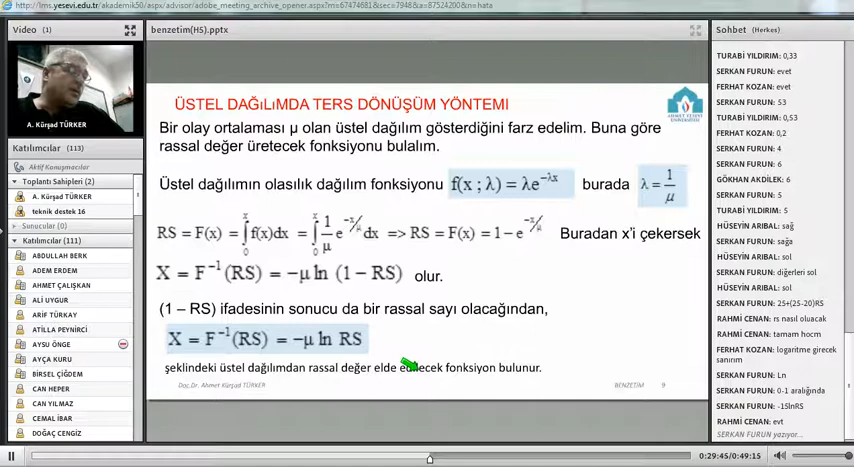 http://lms.yesevi.edu.tr/akademik50/aspx/advisor/adobe_meeting_archive_opener.aspx?m=67474681&sec=7948&a=87524200&n=hata
Video (1)
A. Kürşad TÜRKER
Katılımcılar (113)
Aktif Konuşmacılar
Toplantı Sahipleri (2)
A. Kürşad TÜRKER
teknik destek 16
Sunucular (0)
Katılımcılar (111)
ABDULLAH BERK
ADEM ERDEM
AHMET ÇALIŞKAN
ALİ UYGUR
ARİF TÜRKAY
ATİLLA PEYNİRCİ
AYSU ÖNGE
AYÇA KURU
BİRSEL ÇİĞDEM
CAN HEPER
CAN YILMAZ
CEMAL İBAR
DOĞAÇ CENGİZ
benzetim(H5).pptx
ÜSTEL DAĞıLıMDA TERS DÖNÜŞÜM YÖNTEMI
Bir olay ortalaması μ olan üstel dağılım gösterdiğini farz edelim. Buna göre
rassal değer üretecek fonksiyonu bulalım.
Üstel dağılımın olasılık dağılım fonksiyonu f(x ; λ) = λe^{-λx} burada λ = 1/μ
RS = F(x) = ∫₀ˣ f(x)dx = ∫₀ˣ 1/μ e^{-x/μ} dx => RS = F(x) = 1 – e^{-x/μ} Buradan x'i çekersek
X = F⁻¹(RS) = –μ ln (1 – RS) olur.
(1 – RS) ifadesinin sonucu da bir rassal sayı olacağından,
X = F⁻¹(RS) = –μ ln RS
şeklindeki üstel dağılımdan rassal değer elde edilecek fonksiyon bulunur.
Doç.Dr. Ahmet Kürşad TÜRKER BENZETİM 9
Sohbet (Herkes)
TURABİ YILDIRIM: 0,33
SERKAN FURUN: evet
FERHAT KOZAN: evet
SERKAN FURUN: 53
TURABİ YILDIRIM: 0,53
FERHAT KOZAN: 0,2
SERKAN FURUN: 4
SERKAN FURUN: 6
GÖKHAN AKDİLEK: 6
SERKAN FURUN: 5
TURABİ YILDIRIM: 5
HÜSEYİN ARIBAL: sağ
SERKAN FURUN: sağa
HÜSEYİN ARIBAL: sol
SERKAN FURUN: diğerleri sol
HÜSEYİN ARIBAL: sol
SERKAN FURUN: 25+(25-20)RS
RAHMİ CENAN: rs nasıl oluacak
RAHMİ CENAN: tamam hocm
FERHAT KOZAN: logaritme girecek
sanırım
SERKAN FURUN: Ln
SERKAN FURUN: 0-1 aralığında
SERKAN FURUN: -15lnRS
RAHMİ CENAN: evt
SERKAN FURUN yazıyor...
0:29:45/0:49:15